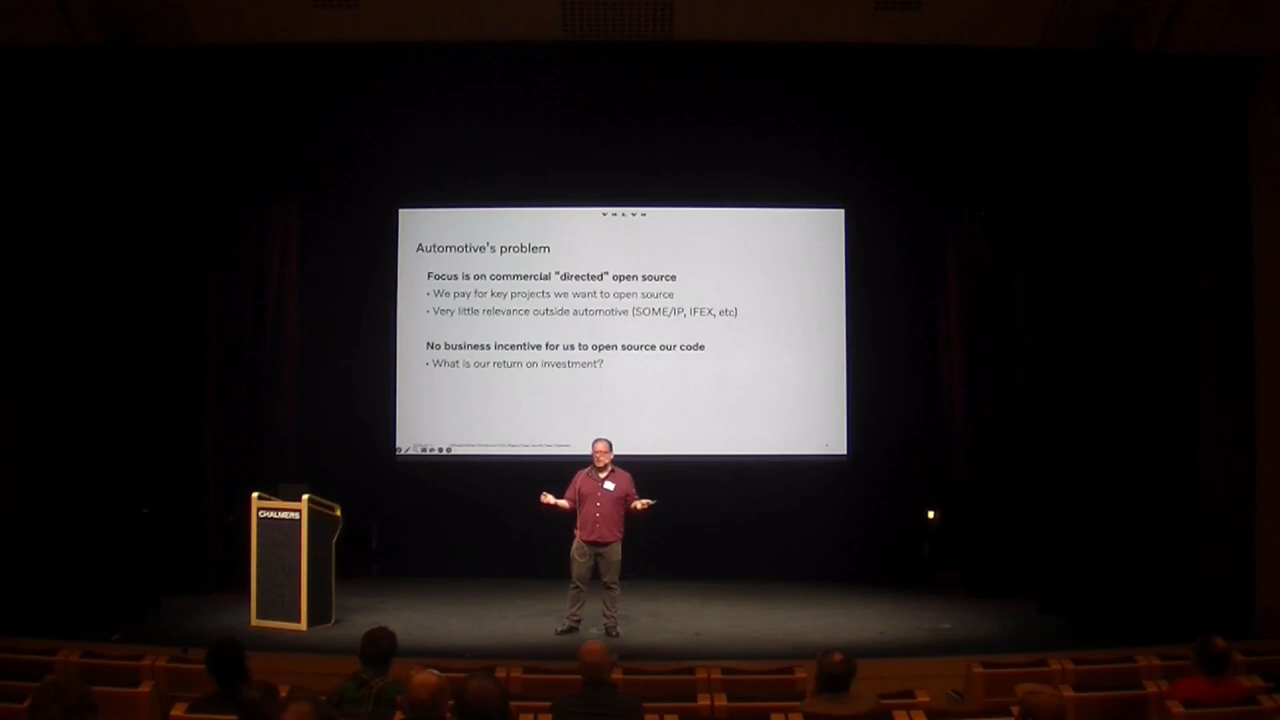 VOLVO
Automotive's problem
Focus is on commercial "directed" open source
• We pay for key projects we want to open source
• Very little relevance outside automotive (SOME/IP, IFEX, etc)
No business incentive for us to open source our code
• What is our return on investment?
CHALMERS